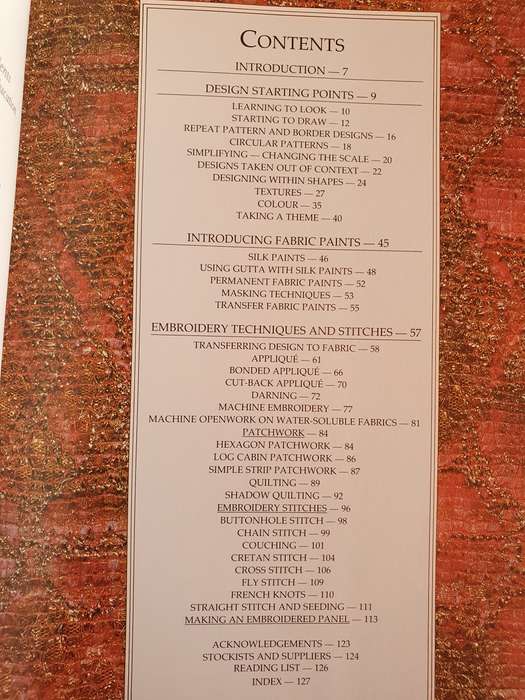 CONTENTS
INTRODUCTION — 7
DESIGN STARTING POINTS — 9
LEARNING TO LOOK — 10
STARTING TO DRAW — 12
REPEAT PATTERN AND BORDER DESIGNS — 16
CIRCULAR PATTERNS — 18
SIMPLIFYING — CHANGING THE SCALE — 20
DESIGNS TAKEN OUT OF CONTEXT — 22
DESIGNING WITHIN SHAPES — 24
TEXTURES — 27
COLOUR — 35
TAKING A THEME — 40
INTRODUCING FABRIC PAINTS — 45
SILK PAINTS — 46
USING GUTTA WITH SILK PAINTS — 48
PERMANENT FABRIC PAINTS — 52
MASKING TECHNIQUES — 53
TRANSFER FABRIC PAINTS — 55
EMBROIDERY TECHNIQUES AND STITCHES — 57
TRANSFERRING DESIGN TO FABRIC — 58
APPLIQUÉ — 61
BONDED APPLIQUÉ — 66
CUT-BACK APPLIQUÉ — 70
DARNING — 72
MACHINE EMBROIDERY — 77
MACHINE OPENWORK ON WATER-SOLUBLE FABRICS — 81
PATCHWORK — 84
HEXAGON PATCHWORK — 84
LOG CABIN PATCHWORK — 86
SIMPLE STRIP PATCHWORK — 87
QUILTING — 89
SHADOW QUILTING — 92
EMBROIDERY STITCHES — 96
BUTTONHOLE STITCH — 98
CHAIN STITCH — 99
COUCHING — 101
CRETAN STITCH — 104
CROSS STITCH — 106
FLY STITCH — 109
FRENCH KNOTS — 110
STRAIGHT STITCH AND SEEDING — 111
MAKING AN EMBROIDERED PANEL — 113
ACKNOWLEDGEMENTS — 123
STOCKISTS AND SUPPLIERS — 124
READING LIST — 126
INDEX — 127